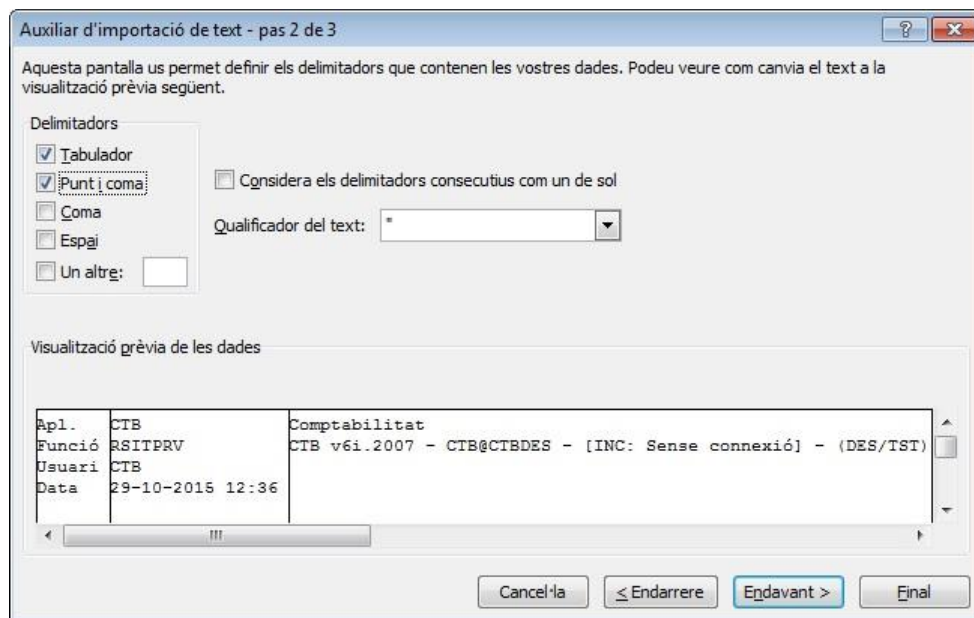 Auxiliar d'importació de text - pas 2 de 3
Aquesta pantalla us permet definir els delimitadors que contenen les vostres dades. Podeu veure com canvia el text a la
visualització prèvia següent.
Delimitadors
Tabulador
Punt i coma
Coma
Espai
Un altre:
Considera els delimitadors consecutius com un de sol
Qualificador del text: "
Visualització prèvia de les dades
Apl. CTB Comptabilitat
Funció RSITPRV CTB v6i.2007 - CTB@CTBDES - [INC: Sense connexió] - (DES/TST)
Usuari CTB
Data 29-10-2015 12:36
Cancel·la < Endarrere Endavant > Final